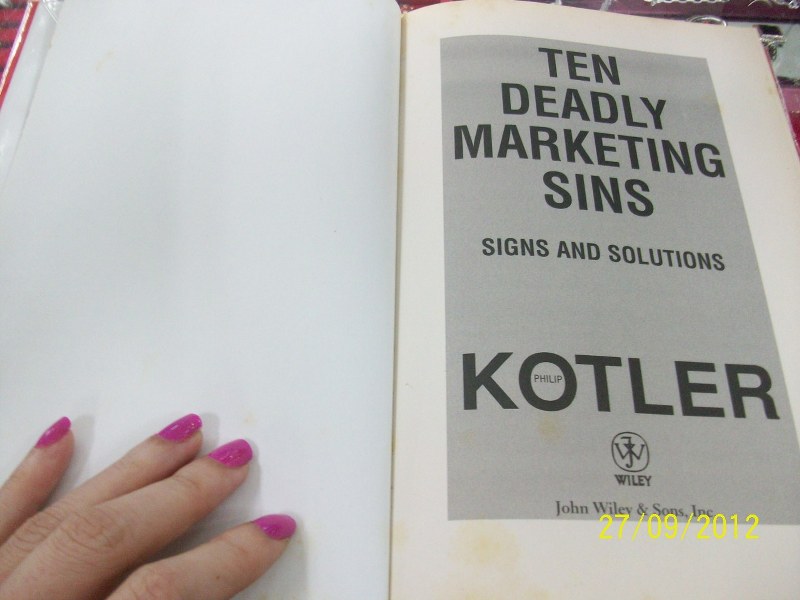 TEN
DEADLY
MARKETING
SINS
SIGNS AND SOLUTIONS
KOTLER
PHILIP
WILEY
John Wiley & Sons, Inc.
27/09/2012